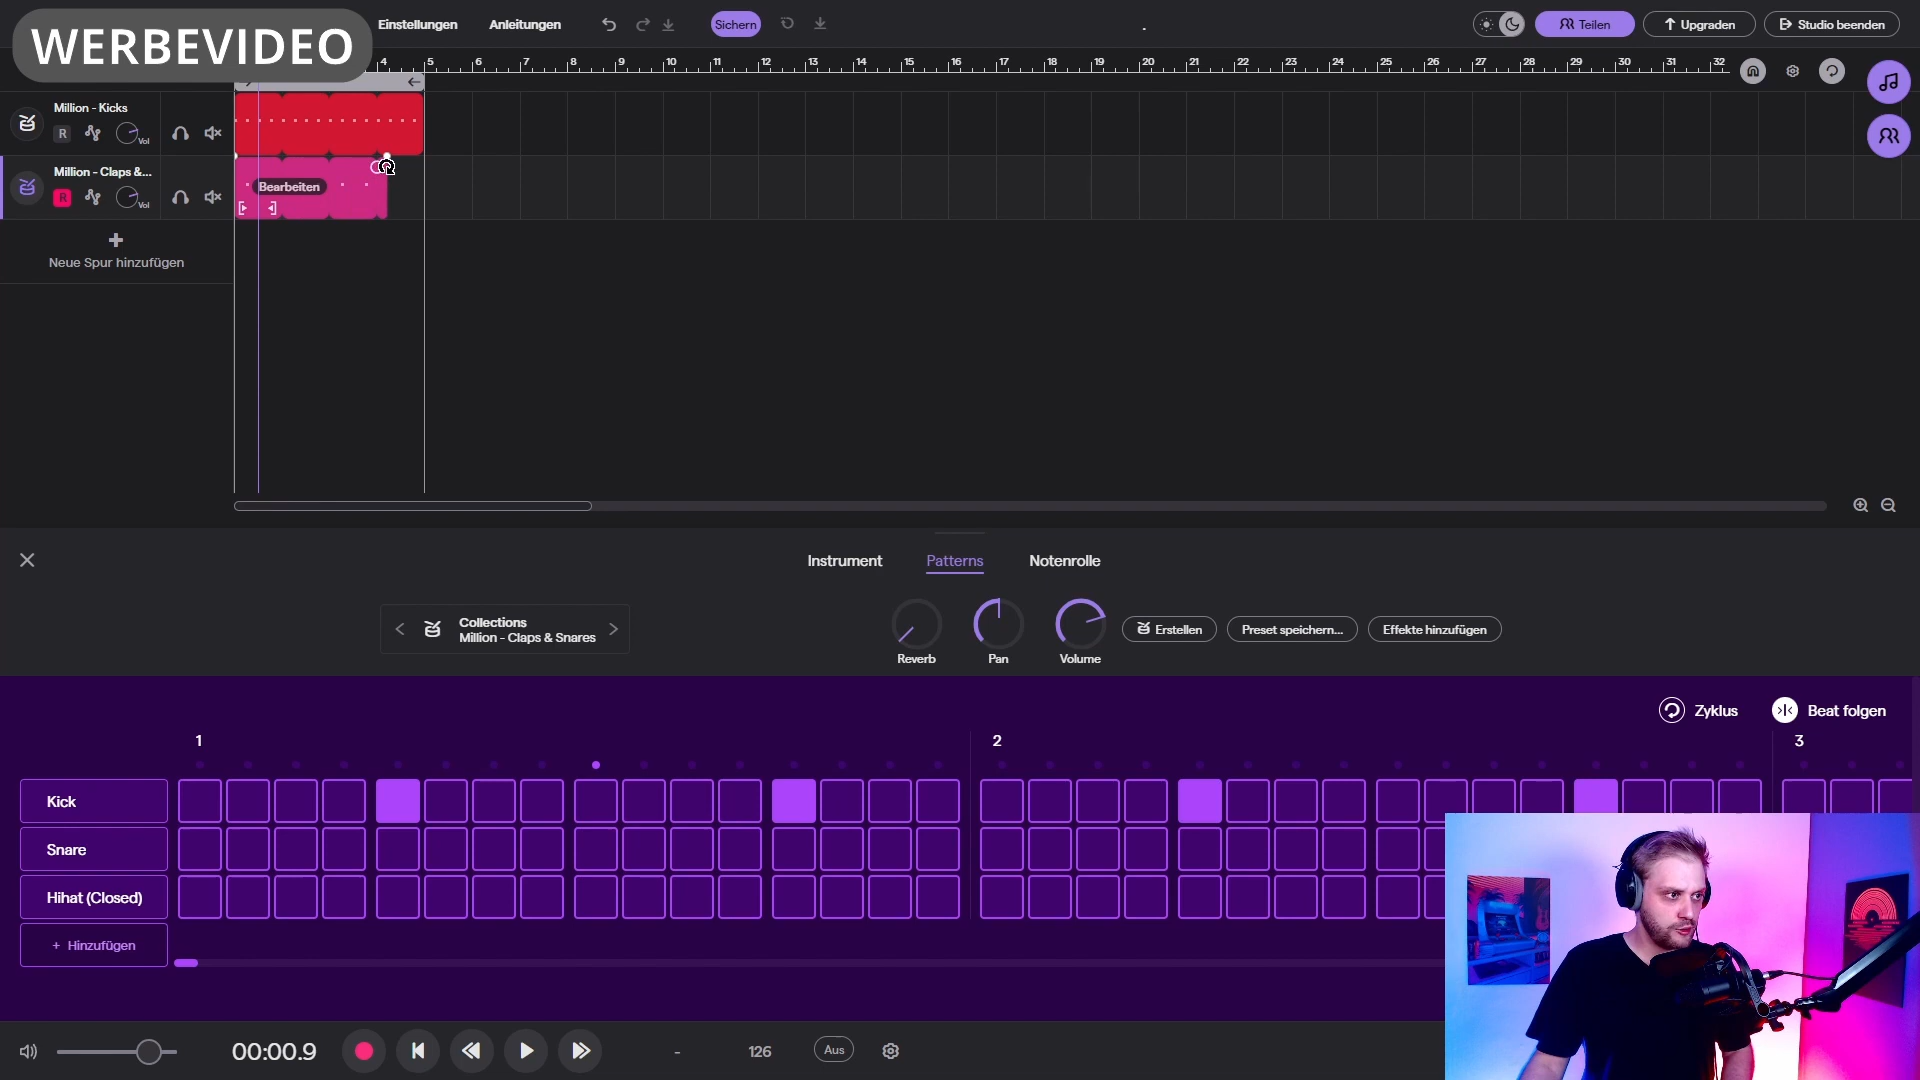 WERBEVIDEO
Einstellungen
Anleitungen
Sichern
Teilen
Upgraden
Studio beenden
4 5 6 7 8 9 10 11 12 13 14 15 16 17 18 19 20 21 22 23 24 25 26 27 28 29 30 31 32
Million - Kicks
R
Vol
Million - Claps &...
R
Vol
Bearbeiten
Neue Spur hinzufügen
Instrument
Patterns
Notenrolle
Collections
Million - Claps & Snares
Reverb
Pan
Volume
Erstellen
Preset speichern...
Effekte hinzufügen
Zyklus
Beat folgen
1
2
3
Kick
Snare
Hihat (Closed)
+ Hinzufügen
00:00.9
-
126
Aus